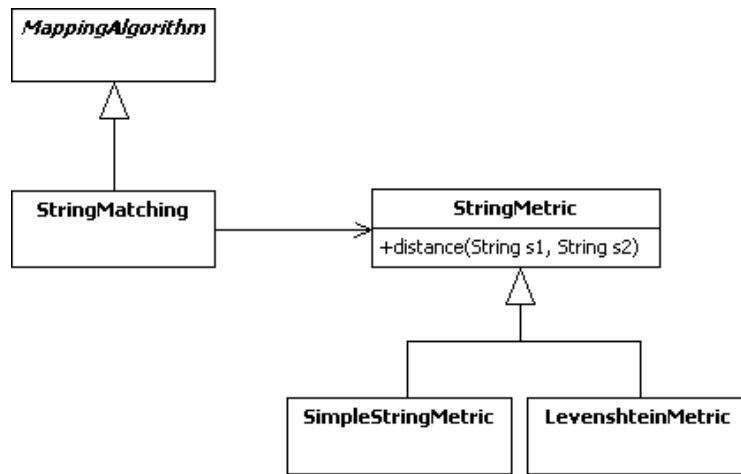 MappingAlgorithm
StringMatching
StringMetric
+distance(String s1, String s2)
SimpleStringMetric
LevenshteinMetric